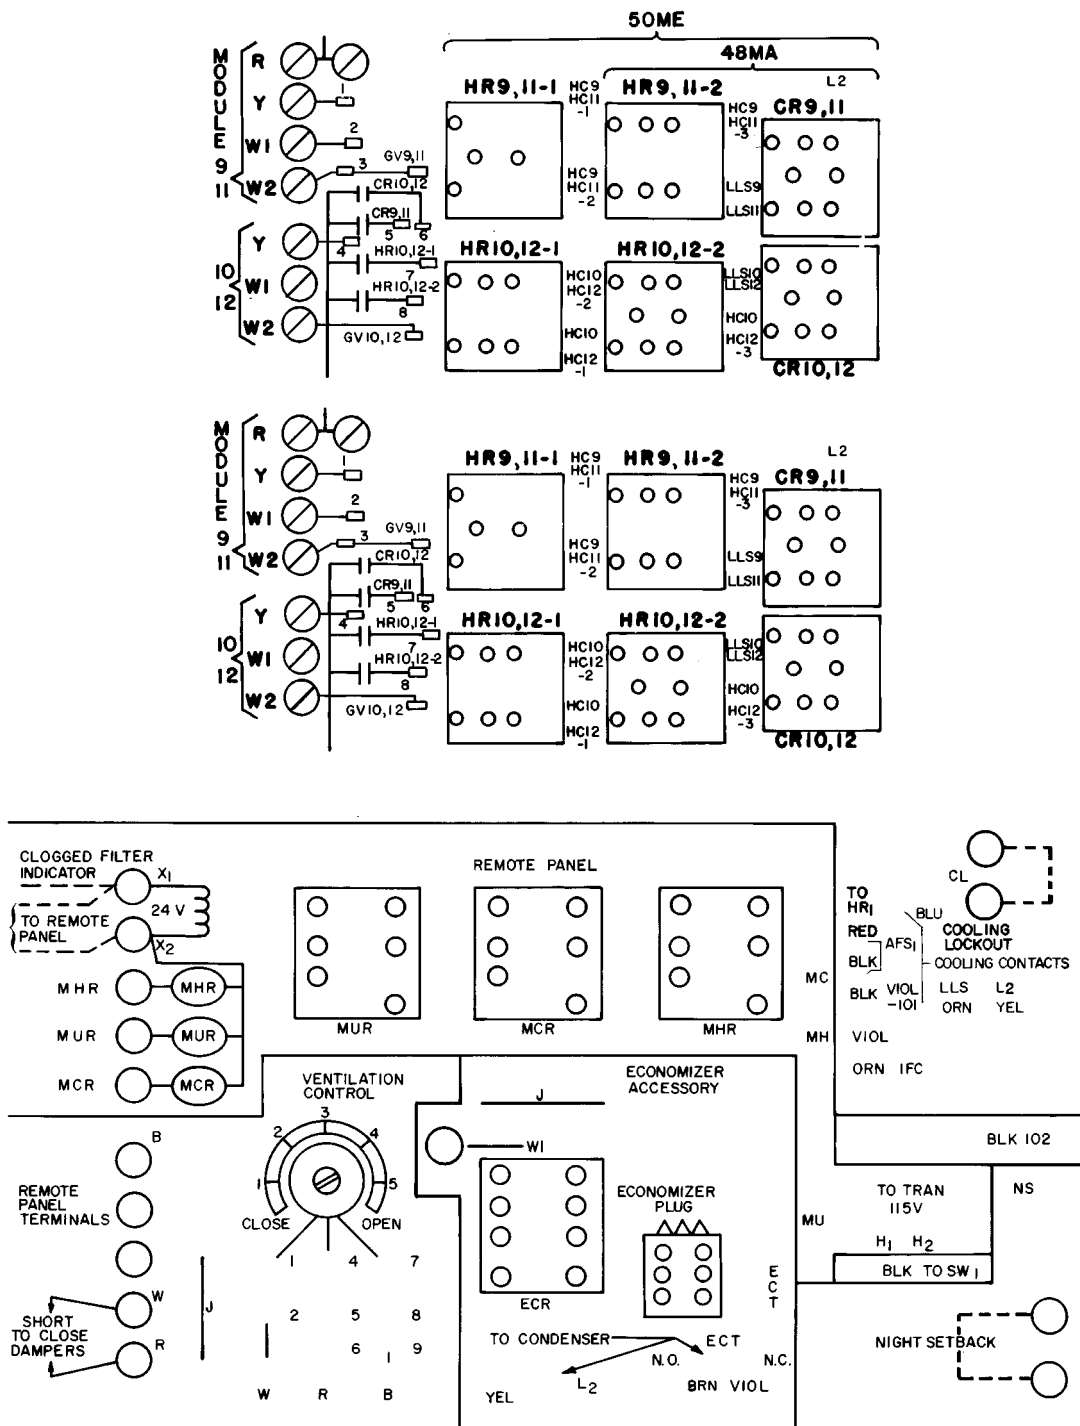 50ME
48MA
L2
MODULE
9
11
R
Y
1
W1
2
W2
3
GV9,11
CR10,12
CR9,11
5
6
10
12
Y
4
HR10,12-1
7
W1
HR10,12-2
8
W2
GV10,12
HR9,11-1
HC9
HC11
-1
HR9,11-2
HC9
HC11
-3
CR9,11
HC9
HC11
-2
LLS9
LLS11
HR10,12-1
HC10
HC12
-2
HR10,12-2
LLS10
LLS12
HC10
HC12
-1
HC10
HC12
-3
CR10,12
MODULE
9
11
R
Y
1
W1
2
W2
3
GV9,11
CR10,12
CR9,11
5
6
10
12
Y
4
HR10,12-1
7
W1
HR10,12-2
8
W2
GV10,12
L2
HR9,11-1
HC9
HC11
-1
HR9,11-2
HC9
HC11
-3
CR9,11
HC9
HC11
-2
LLS9
LLS11
HR10,12-1
HC10
HC12
-2
HR10,12-2
LLS10
LLS12
HC10
HC12
-1
HC10
HC12
-3
CR10,12
CLOGGED FILTER
INDICATOR
X1
24 V
TO REMOTE
PANEL
X2
MHR
MHR
MUR
MUR
MCR
MCR
REMOTE PANEL
MUR
MCR
MHR
MC
MH
CL
TO
HR1
BLU
RED
AFS1
COOLING
LOCKOUT
BLK
COOLING CONTACTS
BLK
VIOL
-101
LLS
L2
ORN
YEL
VIOL
ORN IFC
BLK 102
VENTILATION
CONTROL
1
2
3
4
5
CLOSE
OPEN
1
4
7
2
5
8
6
9
W
R
B
B
REMOTE
PANEL
TERMINALS
W
J
SHORT
TO CLOSE
DAMPERS
R
ECONOMIZER
ACCESSORY
J
W1
ECR
ECONOMIZER
PLUG
ECT
TO CONDENSER
ECT
N.O.
N.C.
L2
YEL
BRN VIOL
MU
TO TRAN
115V
NS
H1 H2
BLK TO SW1
NIGHT SETBACK